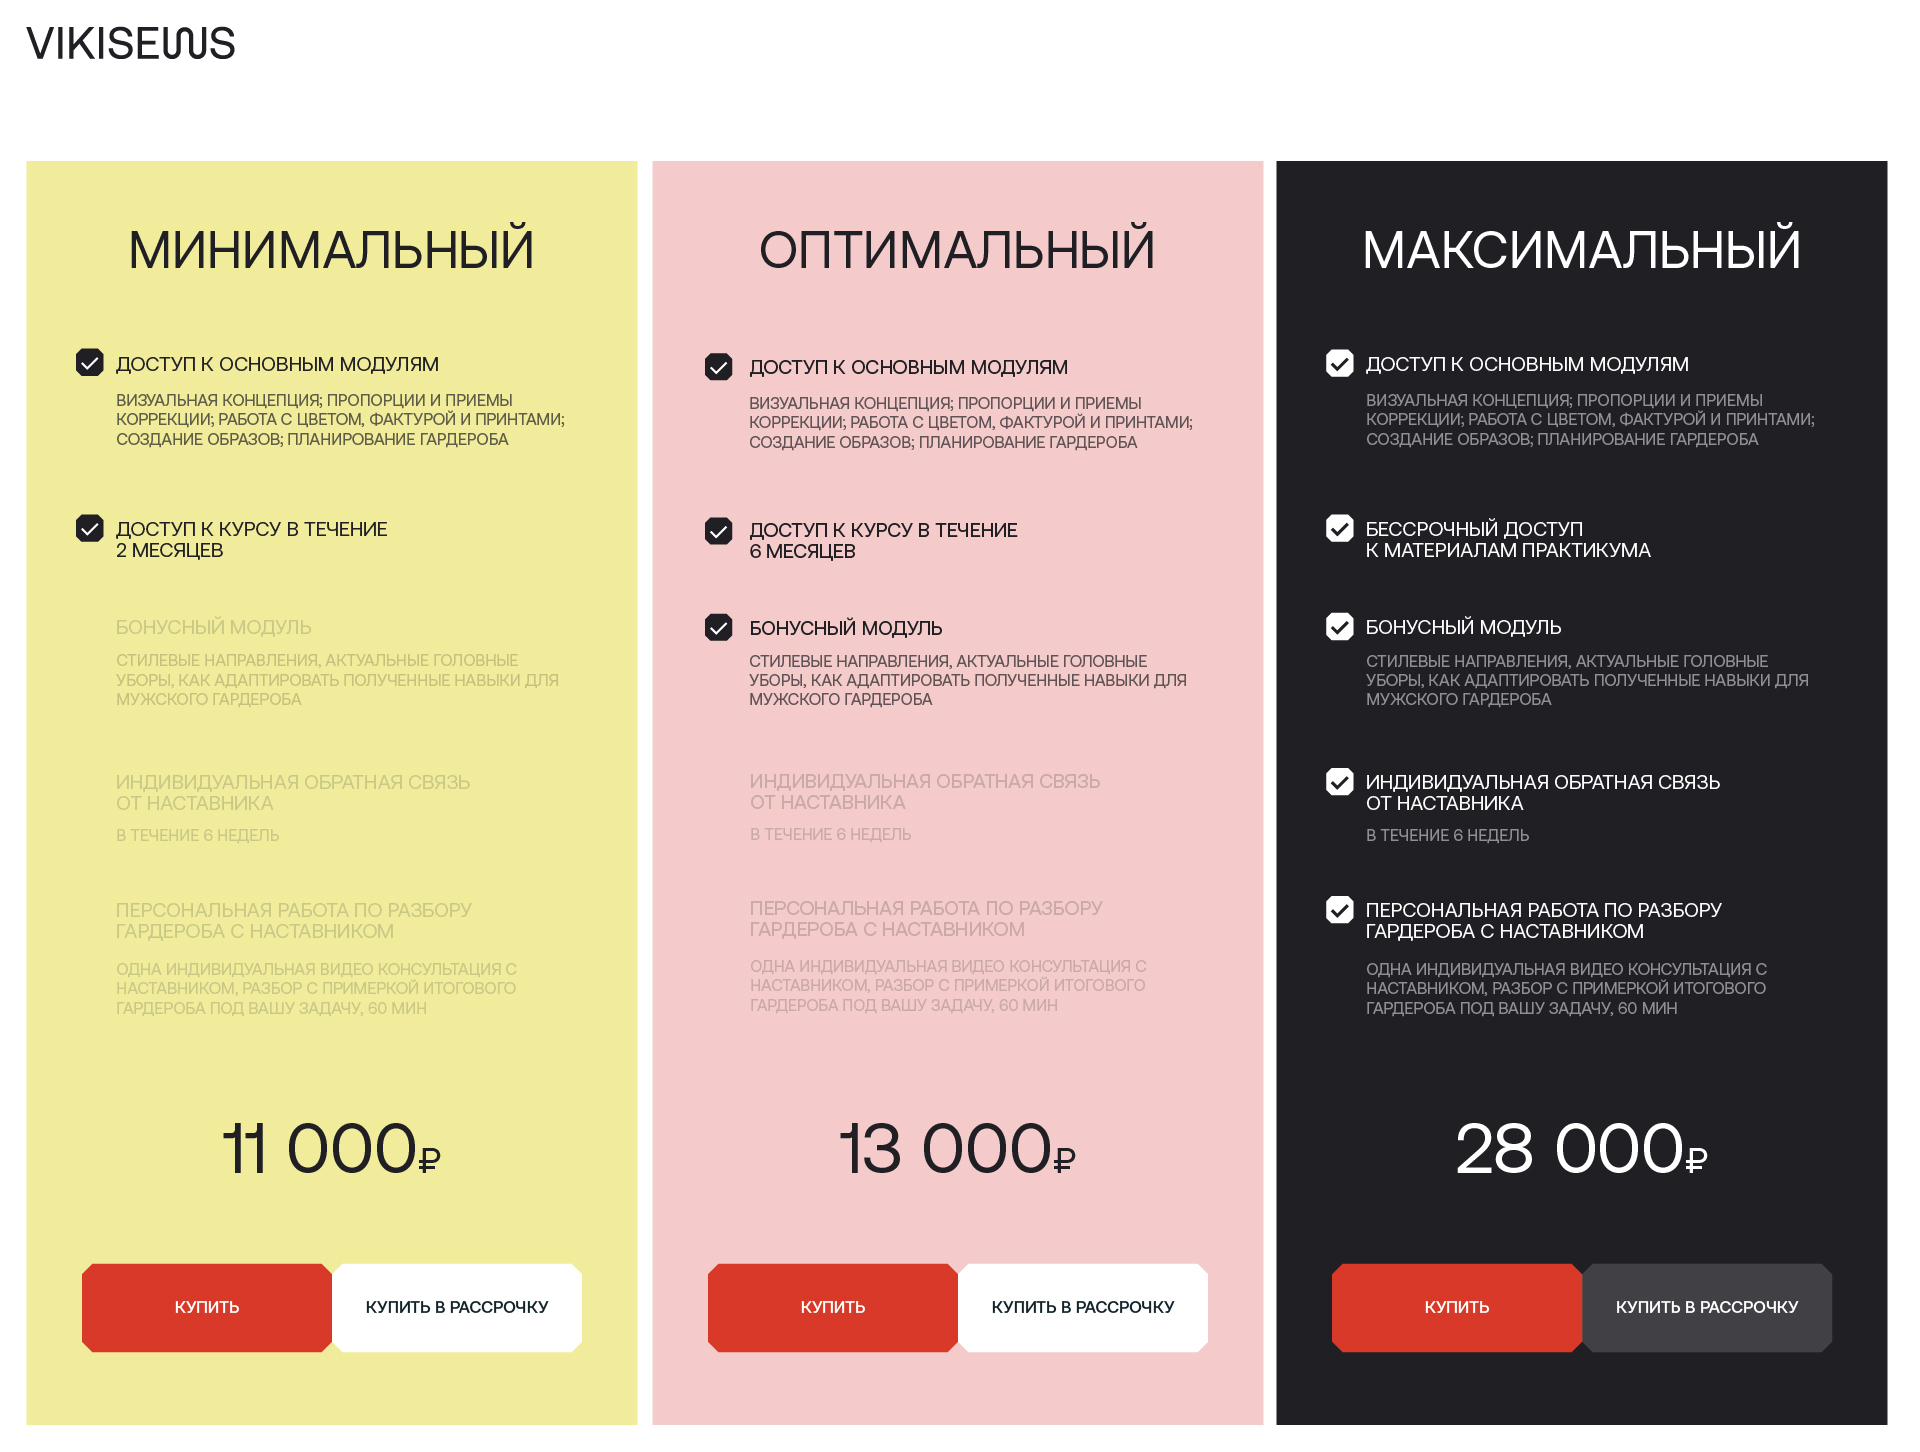 VIKISEWS
МИНИМАЛЬНЫЙ
ДОСТУП К ОСНОВНЫМ МОДУЛЯМ
ВИЗУАЛЬНАЯ КОНЦЕПЦИЯ; ПРОПОРЦИИ И ПРИЕМЫ
КОРРЕКЦИИ; РАБОТА С ЦВЕТОМ, ФАКТУРОЙ И ПРИНТАМИ;
СОЗДАНИЕ ОБРАЗОВ; ПЛАНИРОВАНИЕ ГАРДЕРОБА
ДОСТУП К КУРСУ В ТЕЧЕНИЕ
2 МЕСЯЦЕВ
БОНУСНЫЙ МОДУЛЬ
СТИЛЕВЫЕ НАПРАВЛЕНИЯ, АКТУАЛЬНЫЕ ГОЛОВНЫЕ
УБОРЫ, КАК АДАПТИРОВАТЬ ПОЛУЧЕННЫЕ НАВЫКИ ДЛЯ
МУЖСКОГО ГАРДЕРОБА
ИНДИВИДУАЛЬНАЯ ОБРАТНАЯ СВЯЗЬ
ОТ НАСТАВНИКА
В ТЕЧЕНИЕ 6 НЕДЕЛЬ
ПЕРСОНАЛЬНАЯ РАБОТА ПО РАЗБОРУ
ГАРДЕРОБА С НАСТАВНИКОМ
ОДНА ИНДИВИДУАЛЬНАЯ ВИДЕО КОНСУЛЬТАЦИЯ С
НАСТАВНИКОМ, РАЗБОР С ПРИМЕРКОЙ ИТОГОВОГО
ГАРДЕРОБА ПОД ВАШУ ЗАДАЧУ, 60 МИН
11 000₽
КУПИТЬ
КУПИТЬ В РАССРОЧКУ
ОПТИМАЛЬНЫЙ
ДОСТУП К ОСНОВНЫМ МОДУЛЯМ
ВИЗУАЛЬНАЯ КОНЦЕПЦИЯ; ПРОПОРЦИИ И ПРИЕМЫ
КОРРЕКЦИИ; РАБОТА С ЦВЕТОМ, ФАКТУРОЙ И ПРИНТАМИ;
СОЗДАНИЕ ОБРАЗОВ; ПЛАНИРОВАНИЕ ГАРДЕРОБА
ДОСТУП К КУРСУ В ТЕЧЕНИЕ
6 МЕСЯЦЕВ
БОНУСНЫЙ МОДУЛЬ
СТИЛЕВЫЕ НАПРАВЛЕНИЯ, АКТУАЛЬНЫЕ ГОЛОВНЫЕ
УБОРЫ, КАК АДАПТИРОВАТЬ ПОЛУЧЕННЫЕ НАВЫКИ ДЛЯ
МУЖСКОГО ГАРДЕРОБА
ИНДИВИДУАЛЬНАЯ ОБРАТНАЯ СВЯЗЬ
ОТ НАСТАВНИКА
В ТЕЧЕНИЕ 6 НЕДЕЛЬ
ПЕРСОНАЛЬНАЯ РАБОТА ПО РАЗБОРУ
ГАРДЕРОБА С НАСТАВНИКОМ
ОДНА ИНДИВИДУАЛЬНАЯ ВИДЕО КОНСУЛЬТАЦИЯ С
НАСТАВНИКОМ, РАЗБОР С ПРИМЕРКОЙ ИТОГОВОГО
ГАРДЕРОБА ПОД ВАШУ ЗАДАЧУ, 60 МИН
13 000₽
КУПИТЬ
КУПИТЬ В РАССРОЧКУ
МАКСИМАЛЬНЫЙ
ДОСТУП К ОСНОВНЫМ МОДУЛЯМ
ВИЗУАЛЬНАЯ КОНЦЕПЦИЯ; ПРОПОРЦИИ И ПРИЕМЫ
КОРРЕКЦИИ; РАБОТА С ЦВЕТОМ, ФАКТУРОЙ И ПРИНТАМИ;
СОЗДАНИЕ ОБРАЗОВ; ПЛАНИРОВАНИЕ ГАРДЕРОБА
БЕССРОЧНЫЙ ДОСТУП
К МАТЕРИАЛАМ ПРАКТИКУМА
БОНУСНЫЙ МОДУЛЬ
СТИЛЕВЫЕ НАПРАВЛЕНИЯ, АКТУАЛЬНЫЕ ГОЛОВНЫЕ
УБОРЫ, КАК АДАПТИРОВАТЬ ПОЛУЧЕННЫЕ НАВЫКИ ДЛЯ
МУЖСКОГО ГАРДЕРОБА
ИНДИВИДУАЛЬНАЯ ОБРАТНАЯ СВЯЗЬ
ОТ НАСТАВНИКА
В ТЕЧЕНИЕ 6 НЕДЕЛЬ
ПЕРСОНАЛЬНАЯ РАБОТА ПО РАЗБОРУ
ГАРДЕРОБА С НАСТАВНИКОМ
ОДНА ИНДИВИДУАЛЬНАЯ ВИДЕО КОНСУЛЬТАЦИЯ С
НАСТАВНИКОМ, РАЗБОР С ПРИМЕРКОЙ ИТОГОВОГО
ГАРДЕРОБА ПОД ВАШУ ЗАДАЧУ, 60 МИН
28 000₽
КУПИТЬ
КУПИТЬ В РАССРОЧКУ